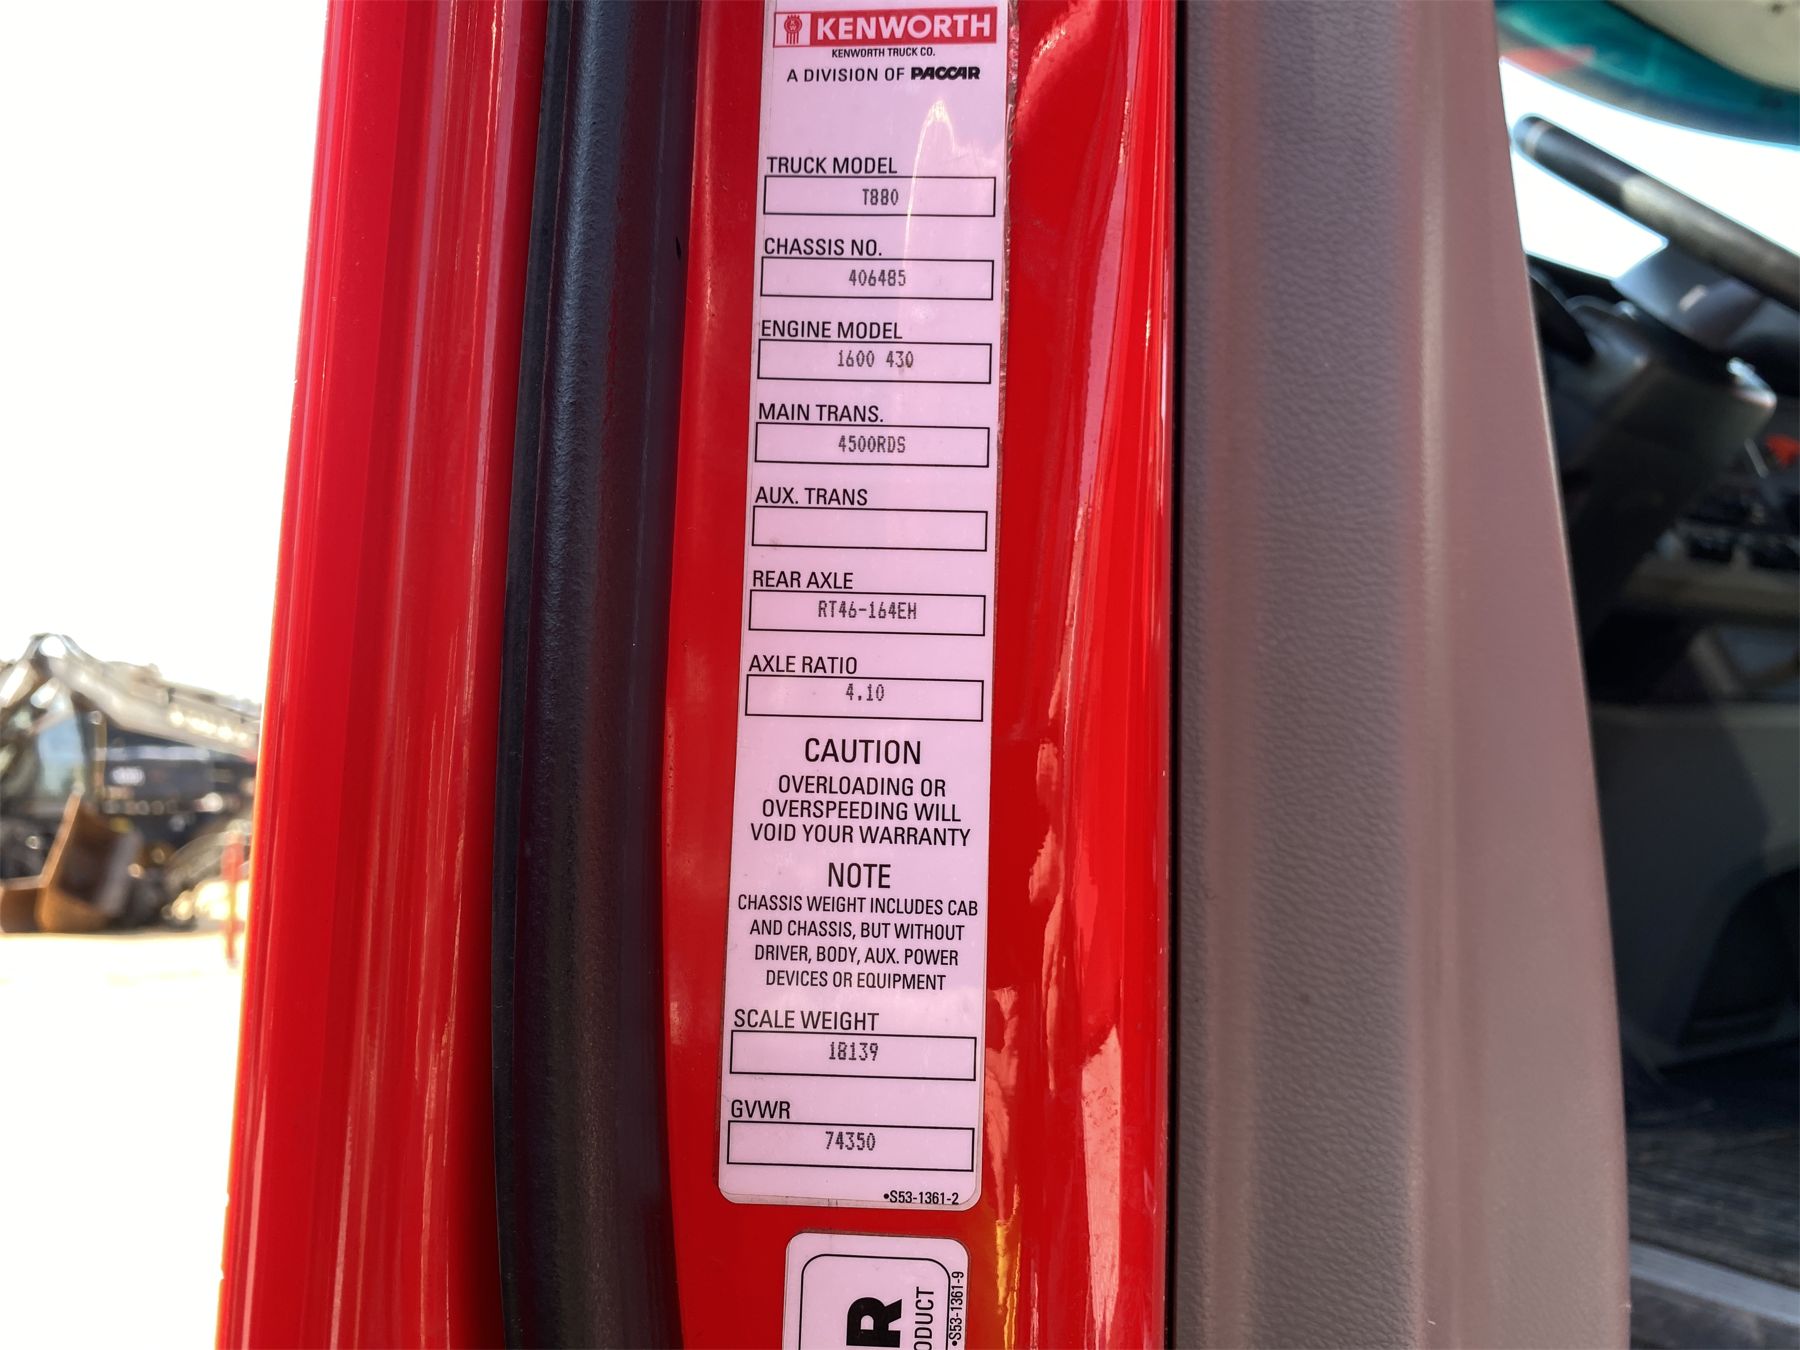 KENWORTH
KENWORTH TRUCK CO.
A DIVISION OF PACCAR
TRUCK MODEL
T880
CHASSIS NO.
406485
ENGINE MODEL
1600 430
MAIN TRANS.
4500RDS
AUX. TRANS
REAR AXLE
RT46-164EH
AXLE RATIO
4.10
CAUTION
OVERLOADING OR
OVERSPEEDING WILL
VOID YOUR WARRANTY
NOTE
CHASSIS WEIGHT INCLUDES CAB
AND CHASSIS, BUT WITHOUT
DRIVER, BODY, AUX. POWER
DEVICES OR EQUIPMENT
SCALE WEIGHT
18139
GVWR
74350
•S53-1361-2
R
ODUCT
•S53-1361-9